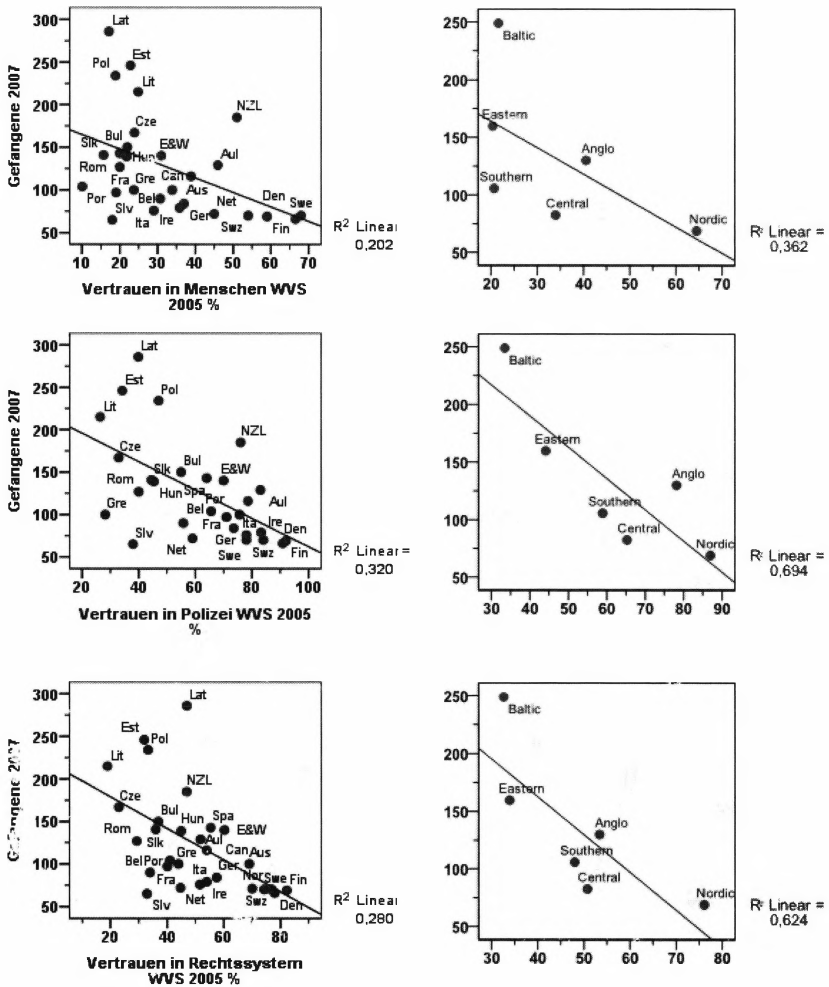 Gefangene 2007
300
250
200
150
100
50
Lat
Est
Pol
Lit
NZL
Cze
Bul
E&W
Slk
Hun
Aul
Rom
Fra
Gre
Can
Aus
Por
Bel
Net
Den
Swe
Slv
Ita
Ire
Ger
Swz
Fin
10 20 30 40 50 60 70
Vertrauen in Menschen WVS
2005 %
R² Linear
0,202
250
200
150
100
50
Baltic
Eastern
Anglo
Southern
Central
Nordic
20 30 40 50 60 70
R² Linear =
0,362
Gefangene 2007
300
250
200
150
100
50
Lat
Est
Pol
Lit
NZL
Cze
Slk
Bul
E&W
Rom
Hun
Spa
Por
Aul
Gre
Bel
Fra
Ita
Ire
Den
Slv
Net
Ger
Swe
Swz
Fin
20 40 60 80 100
Vertrauen in Polizei WVS 2005
%
R² Linear =
0,320
250
200
150
100
50
Baltic
Eastern
Anglo
Southern
Central
Nordic
30 40 50 60 70 80 90
R² Linear =
0,694
Gefangene 2007
300
250
200
150
100
50
Lat
Est
Pol
Lit
NZL
Cze
Bul
Hun
Spa
E&W
Rom
Slk
Aul
Can
Bel
Por
Gre
Ger
Aus
Fra
Ita
Nor
Swe
Fin
Slv
Net
Ire
Swz
Den
20 40 60 80
Vertrauen in Rechtssystem
WVS 2005 %
R² Linear
0,280
250
200
150
100
50
Baltic
Eastern
Anglo
Southern
Central
Nordic
30 40 50 60 70 80
R² Linear =
0,624